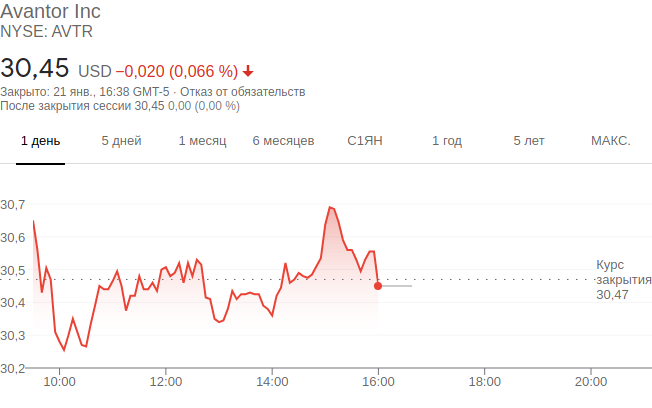 Avantor Inc
NYSE: AVTR
30,45 USD −0,020 (0,066 %)
Закрыто: 21 янв., 16:38 GMT-5 · Отказ от обязательств
После закрытия сессии 30,45 0,00 (0,00 %)
1 день 5 дней 1 месяц 6 месяцев С1ЯН 1 год 5 лет МАКС.
30,7
30,6
30,5
30,4
30,3
30,2
Курс
закрытия
30,47
10:00 12:00 14:00 16:00 18:00 20:00